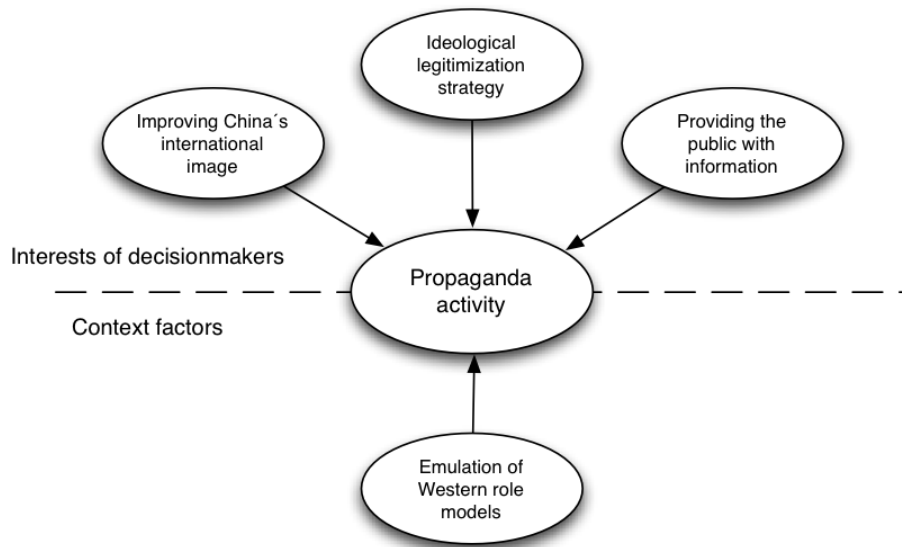 Ideological
legitimization
strategy
Improving China´s
international
image
Providing the
public with
information
Interests of decisionmakers
Propaganda
activity
Context factors
Emulation of
Western role
models